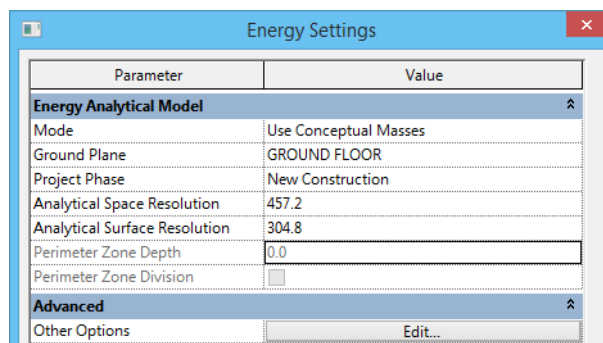 Energy Settings
Parameter Value
Energy Analytical Model
Mode Use Conceptual Masses
Ground Plane GROUND FLOOR
Project Phase New Construction
Analytical Space Resolution 457.2
Analytical Surface Resolution 304.8
Perimeter Zone Depth 0.0
Perimeter Zone Division
Advanced
Other Options Edit...